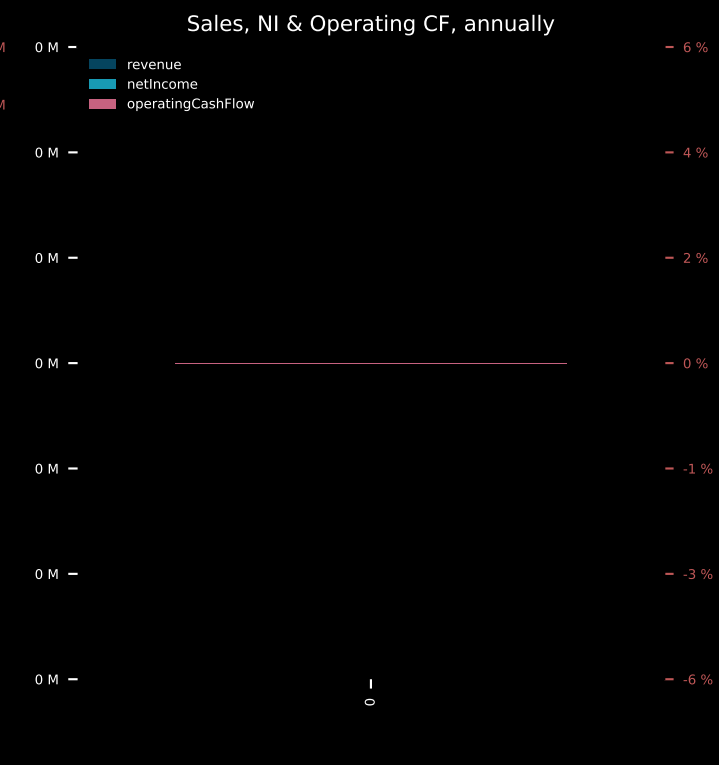 Sales, NI & Operating CF, annually
M
0 M
6 %
revenue
netIncome
M
operatingCashFlow
0 M
4 %
0 M
2 %
0 M
0 %
0 M
-1 %
0 M
-3 %
0 M
-6 %
0